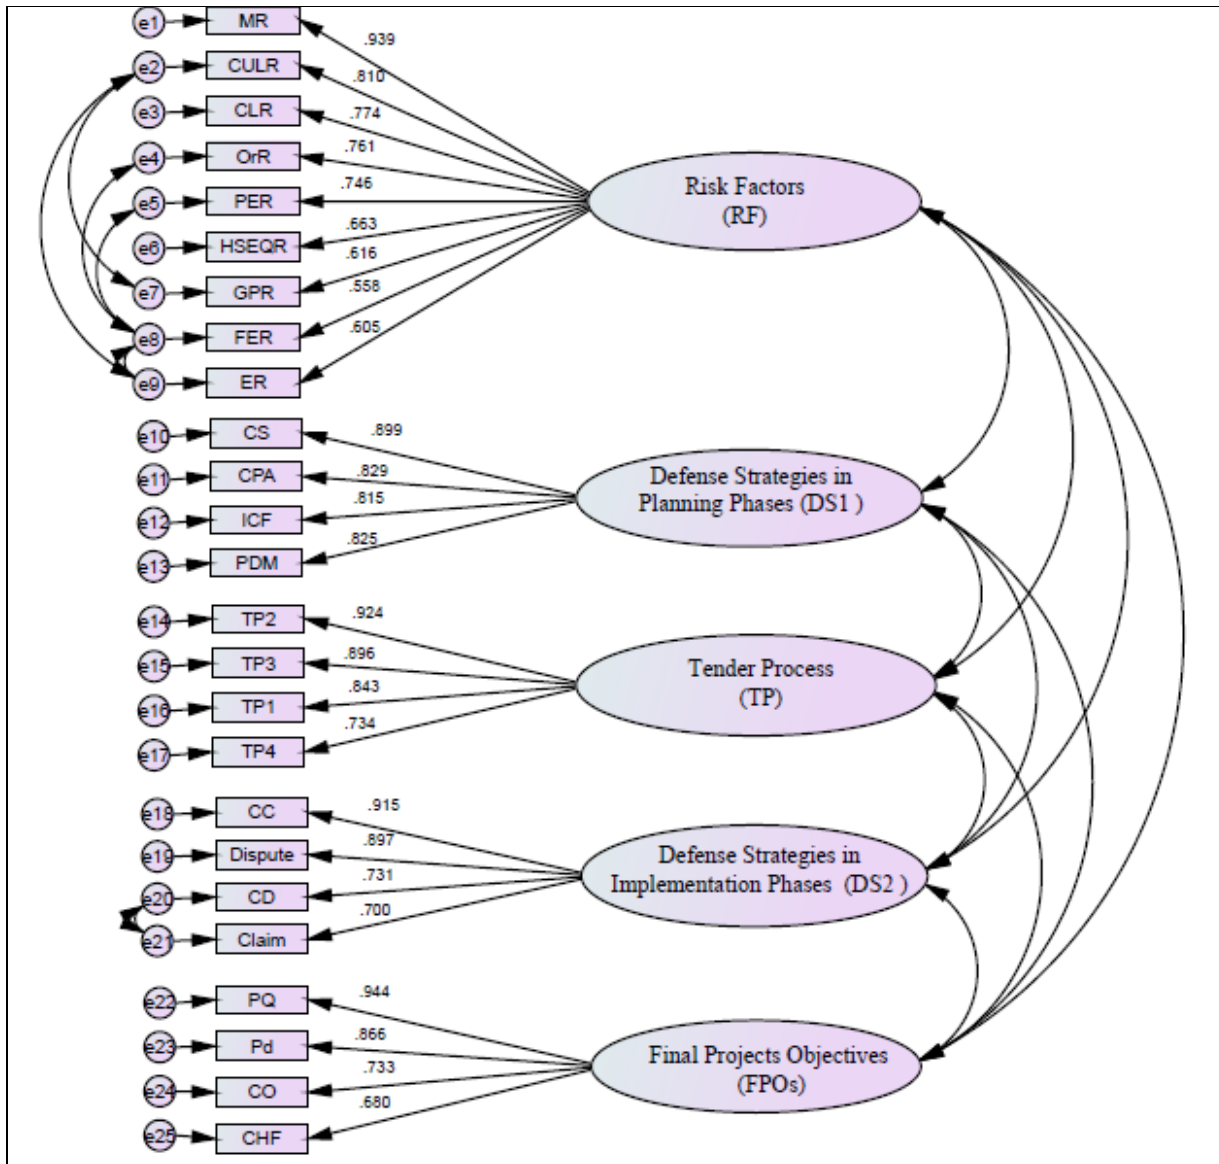 e1 MR
.939
e2 CULR
.810
e3 CLR
.774
e4 OrR
.761
e5 PER
.746
e6 HSEQR
.663
e7 GPR
.616
e8 FER
.558
e9 ER
.605
Risk Factors
(RF)
e10 CS
.899
e11 CPA
.829
e12 ICF
.815
e13 PDM
.825
Defense Strategies in
Planning Phases (DS1 )
e14 TP2
.924
e15 TP3
.896
e16 TP1
.843
e17 TP4
.734
Tender Process
(TP)
e18 CC
.915
e19 Dispute
.897
e20 CD
.731
e21 Claim
.700
Defense Strategies in
Implementation Phases (DS2 )
e22 PQ
.944
e23 Pd
.866
e24 CO
.733
e25 CHF
.680
Final Projects Objectives
(FPOs)